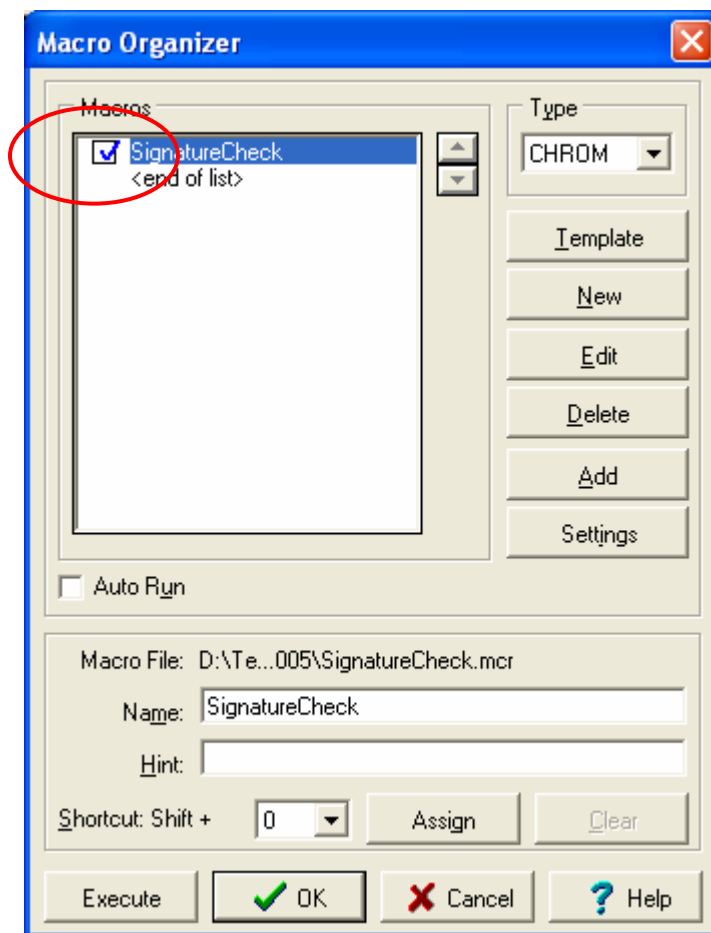 Macro Organizer
Macros
SignatureCheck
<end of list>
Type
CHROM
Template
New
Edit
Delete
Add
Settings
Auto Run
Macro File: D:\Te...005\SignatureCheck.mcr
Name: SignatureCheck
Hint:
Shortcut: Shift + 0 Assign Clear
Execute OK Cancel Help